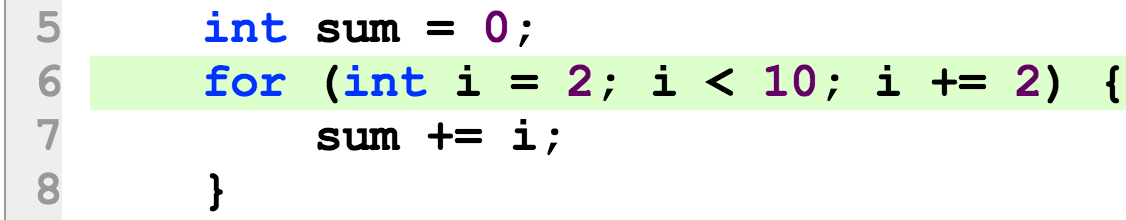 5 int sum = 0;
6 for (int i = 2; i < 10; i += 2) {
7 sum += i;
8 }